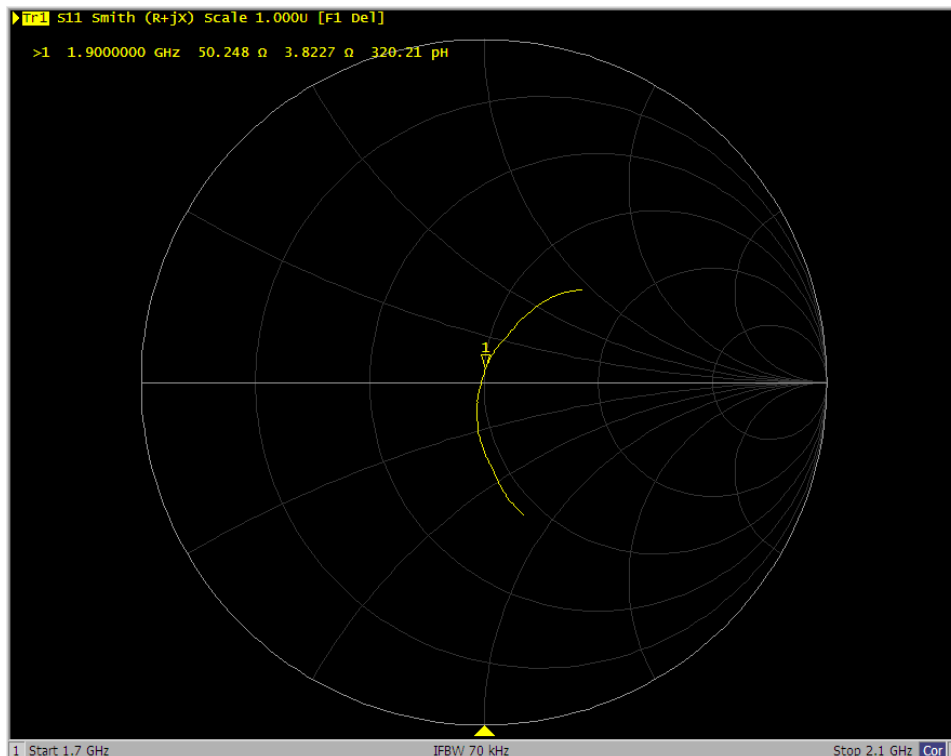 Tr1 S11 Smith (R+jX) Scale 1.000U [F1 Del]
>1 1.9000000 GHz 50.248 Ω 3.8227 Ω 320.21 pH
1
1 Start 1.7 GHz IFBW 70 kHz Stop 2.1 GHz Cor